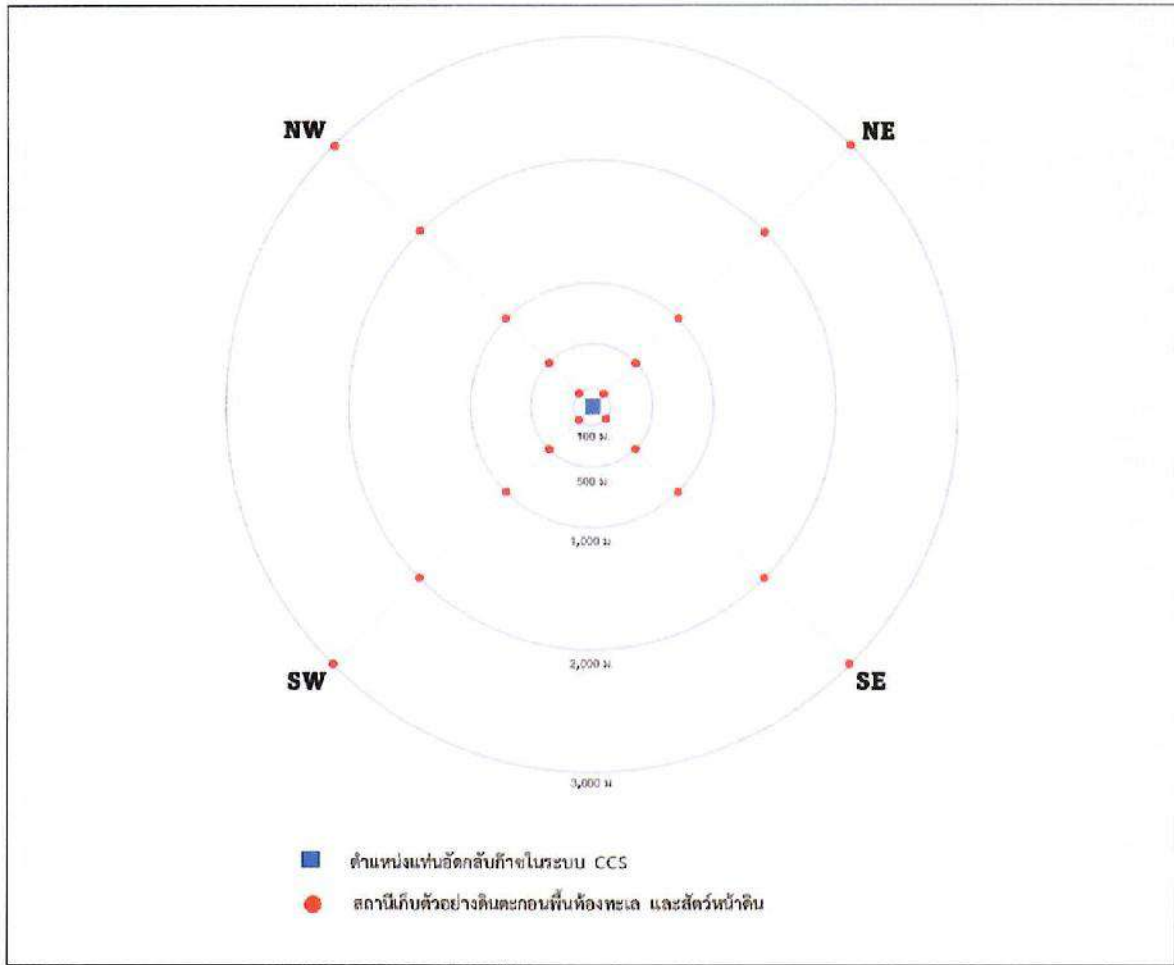 NW NE
100 ม.
500 ม
1,000 ม
2,000 ม
SW SE
3,000 ม
ตำแหน่งแท่นอัดกลับก๊าซในระบบ CCS
สถานีเก็บตัวอย่างดินตะกอนพื้นท้องทะเล และสัตว์หน้าดิน